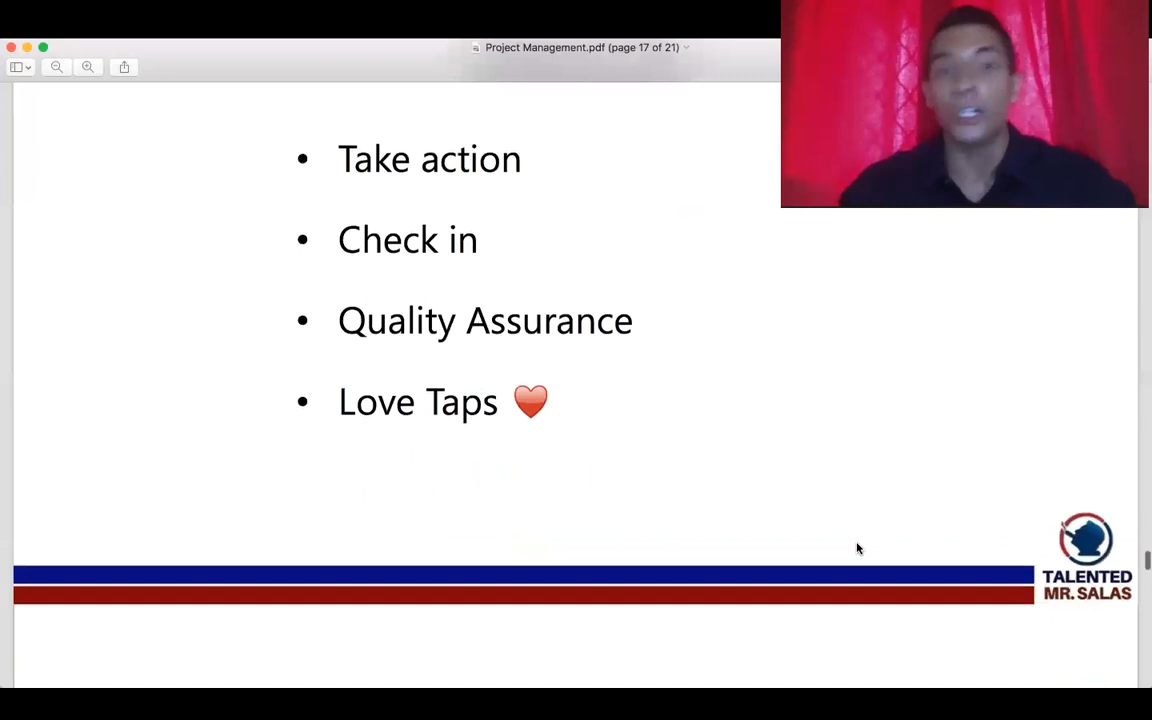 Project Management.pdf (page 17 of 21)
• Take action
• Check in
• Quality Assurance
• Love Taps ❤️
TALENTED
MR. SALAS